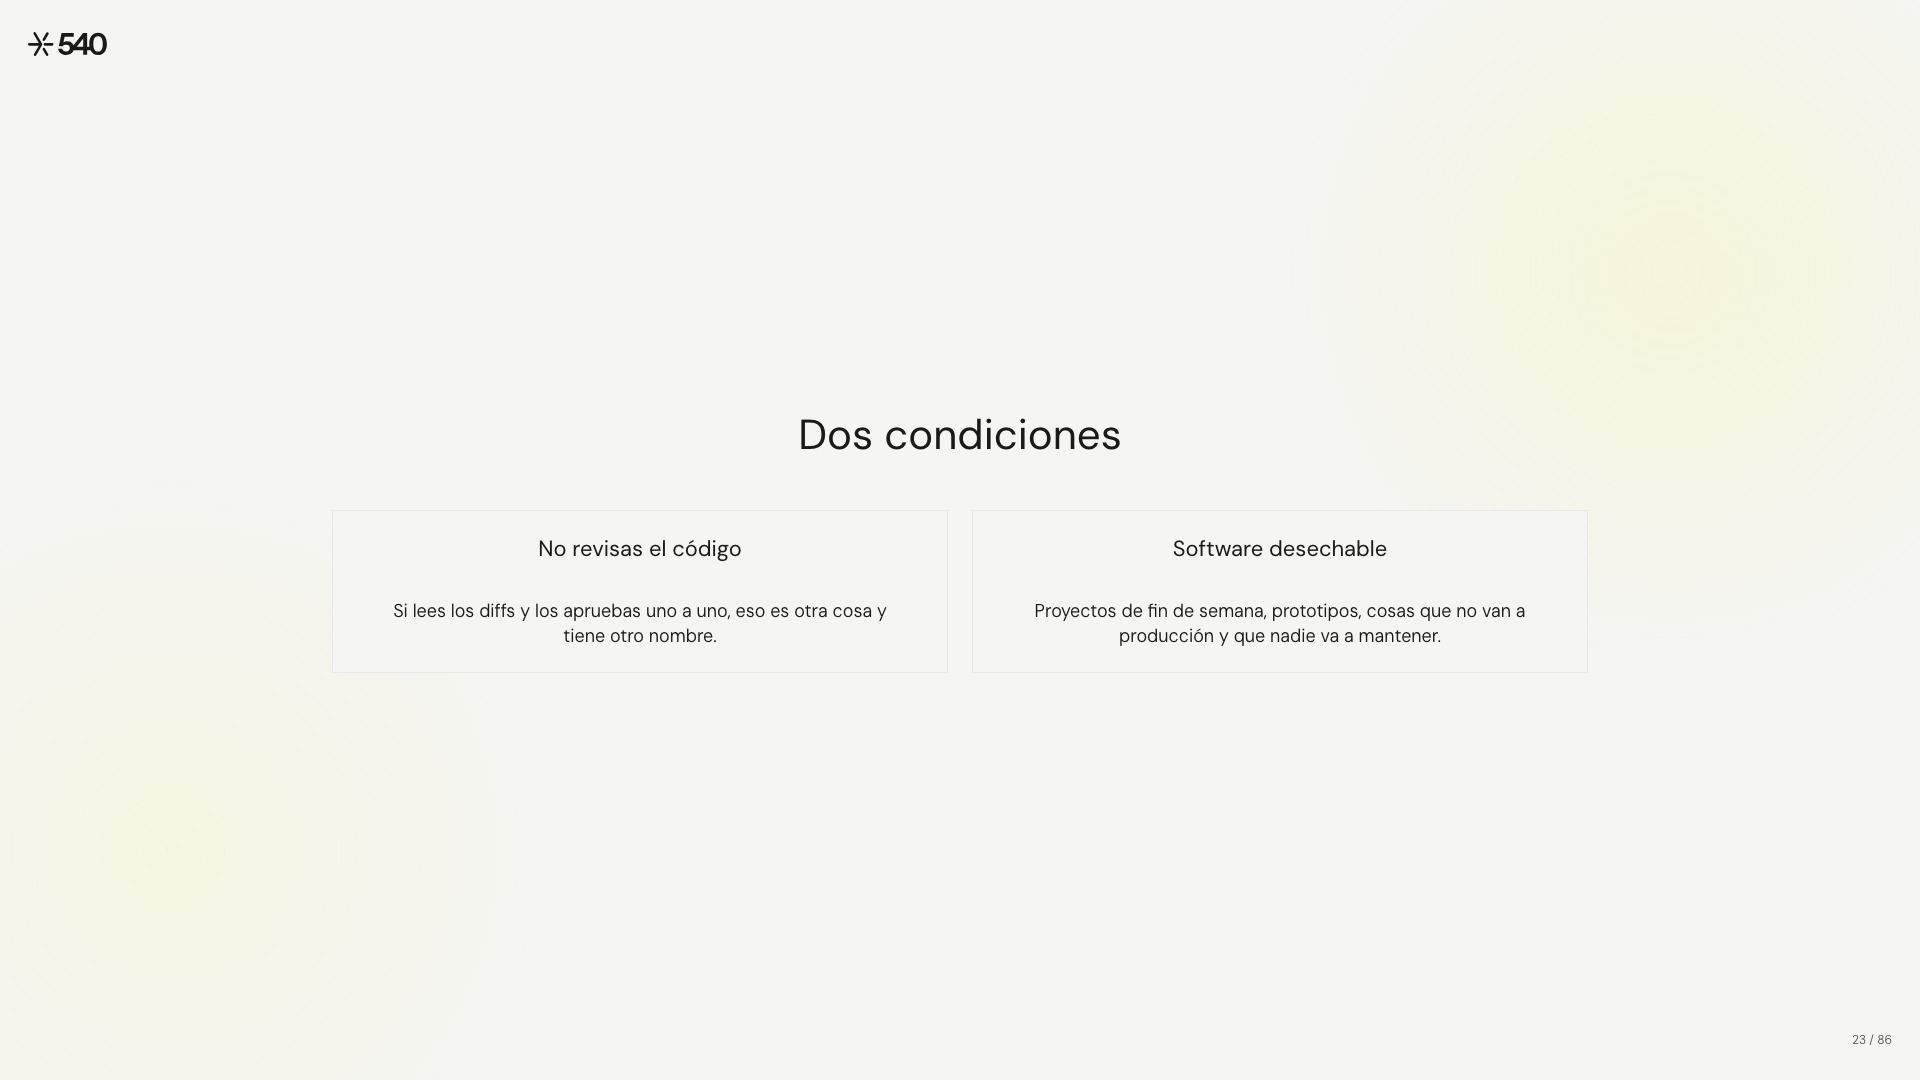 540
Dos condiciones
No revisas el código
Si lees los diffs y los apruebas uno a uno, eso es otra cosa y
tiene otro nombre.
Software desechable
Proyectos de fin de semana, prototipos, cosas que no van a
producción y que nadie va a mantener.
23 / 86